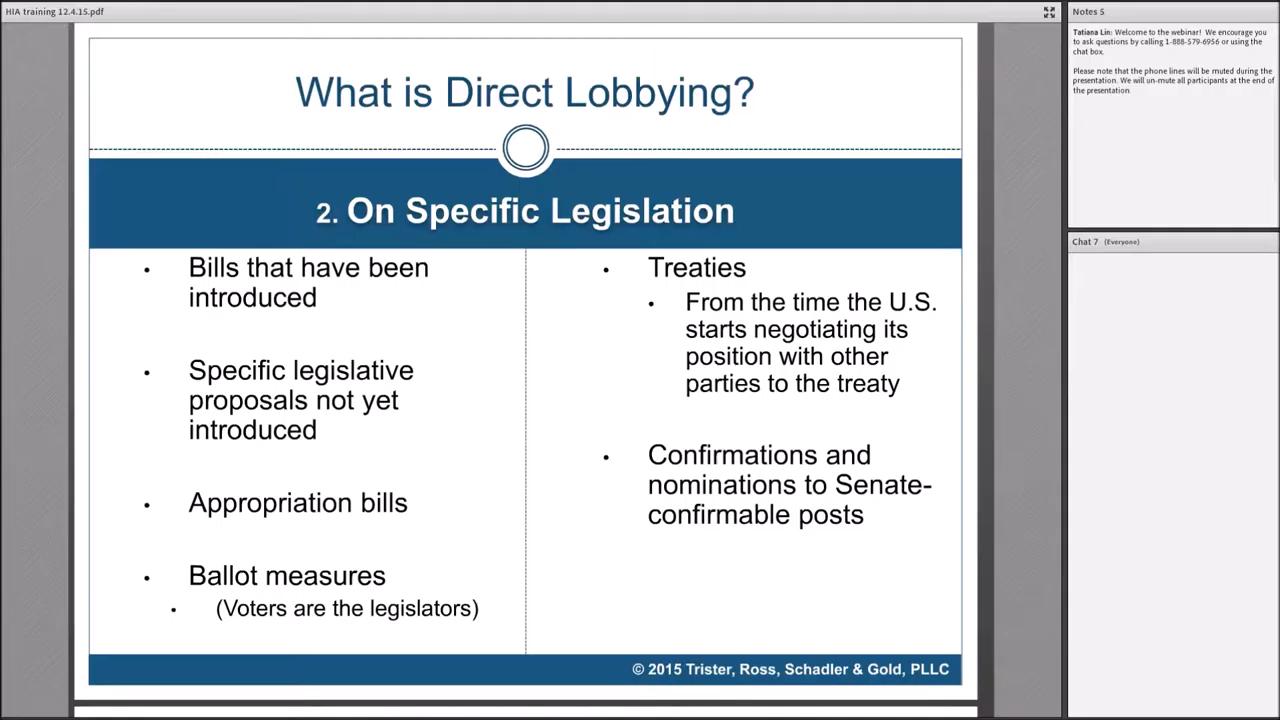 HIA training 12.4.15.pdf
What is Direct Lobbying?
2. On Specific Legislation
• Bills that have been
introduced
• Specific legislative
proposals not yet
introduced
• Appropriation bills
• Ballot measures
• (Voters are the legislators)
• Treaties
• From the time the U.S.
starts negotiating its
position with other
parties to the treaty
• Confirmations and
nominations to Senate-
confirmable posts
© 2015 Trister, Ross, Schadler & Gold, PLLC
Notes 5
Tatiana Lin: Welcome to the webinar! We encourage you
to ask questions by calling 1-888-579-6956 or using the
chat box.
Please note that the phone lines will be muted during the
presentation. We will un-mute all participants at the end of
the presentation
Chat 7 (Everyone)